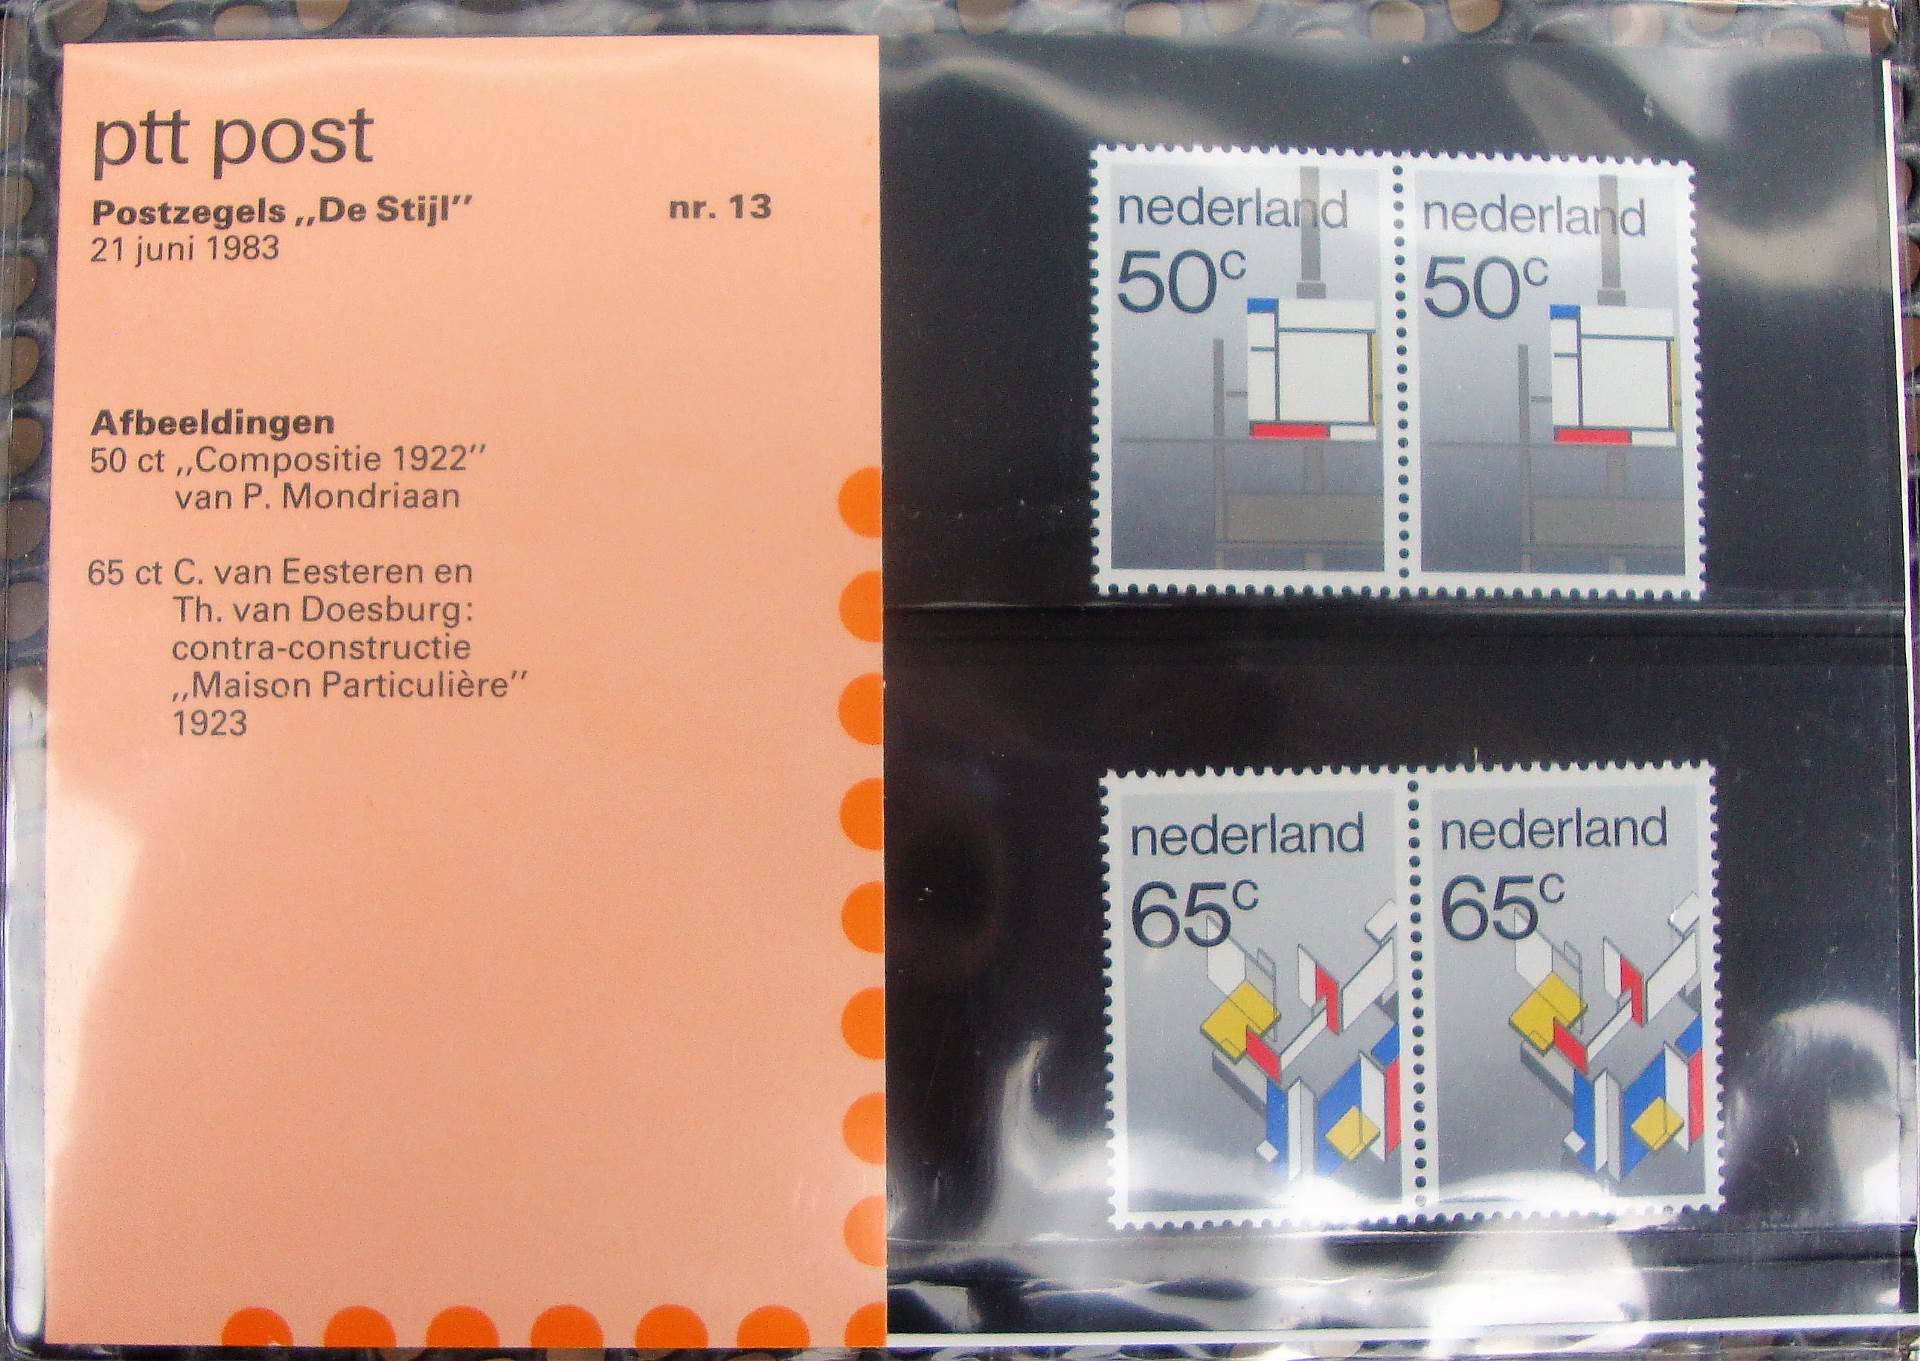 ptt post
Postzegels „De Stijl” nr. 13
21 juni 1983
Afbeeldingen
50 ct „Compositie 1922”
van P. Mondriaan
65 ct C. van Eesteren en
Th. van Doesburg:
contra-constructie
„Maison Particulière”
1923
nederland
50c
nederland
50c
nederland
65c
nederland
65c